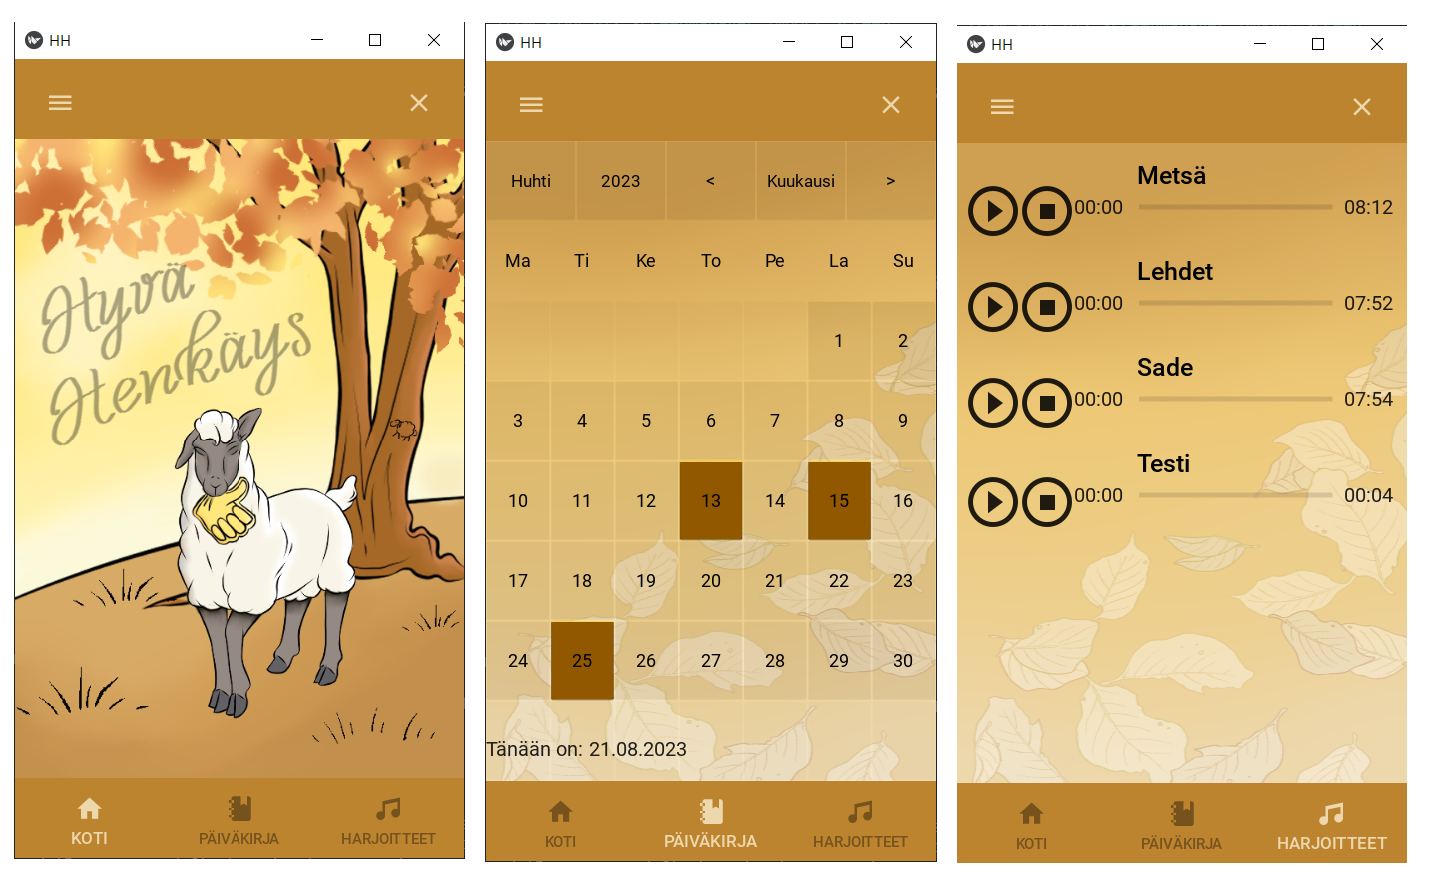 HH
Hyvä
Henkäys
KOTI
PÄIVÄKIRJA
HARJOITTEET
HH
Huhti 2023 < Kuukausi >
Ma Ti Ke To Pe La Su
1 2
3 4 5 6 7 8 9
10 11 12 13 14 15 16
17 18 19 20 21 22 23
24 25 26 27 28 29 30
Tänään on: 21.08.2023
KOTI
PÄIVÄKIRJA
HARJOITTEET
HH
Metsä
00:00 08:12
Lehdet
00:00 07:52
Sade
00:00 07:54
Testi
00:00 00:04
KOTI
PÄIVÄKIRJA
HARJOITTEET